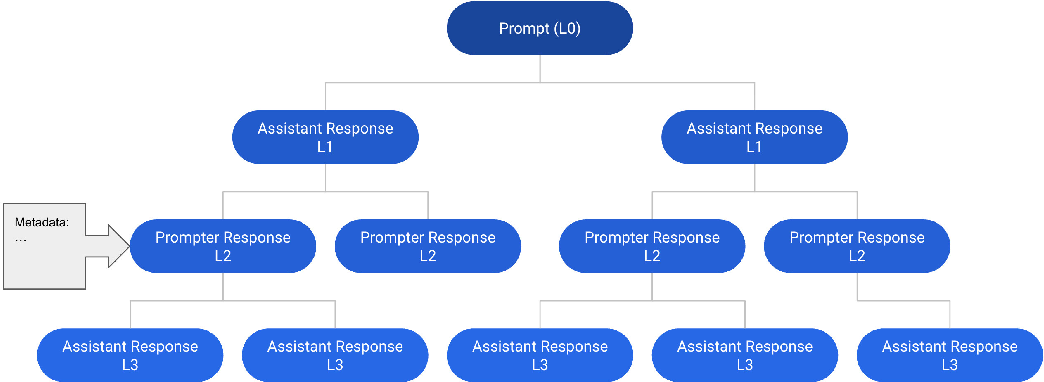 Prompt (L0)
Assistant Response
L1
Assistant Response
L1
Metadata:
...
Prompter Response
L2
Prompter Response
L2
Prompter Response
L2
Prompter Response
L2
Assistant Response
L3
Assistant Response
L3
Assistant Response
L3
Assistant Response
L3
Assistant Response
L3